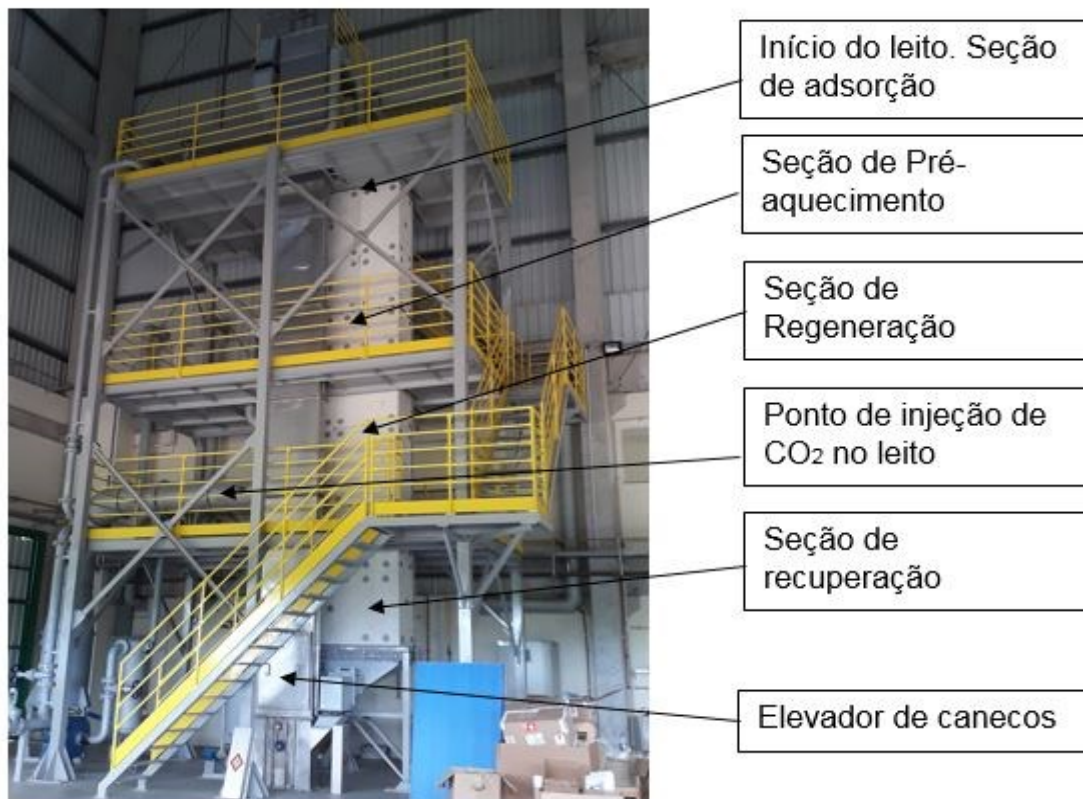 Início do leito. Seção
de adsorção
Seção de Pré-
aquecimento
Seção de
Regeneração
Ponto de injeção de
CO₂ no leito
Seção de
recuperação
Elevador de canecos